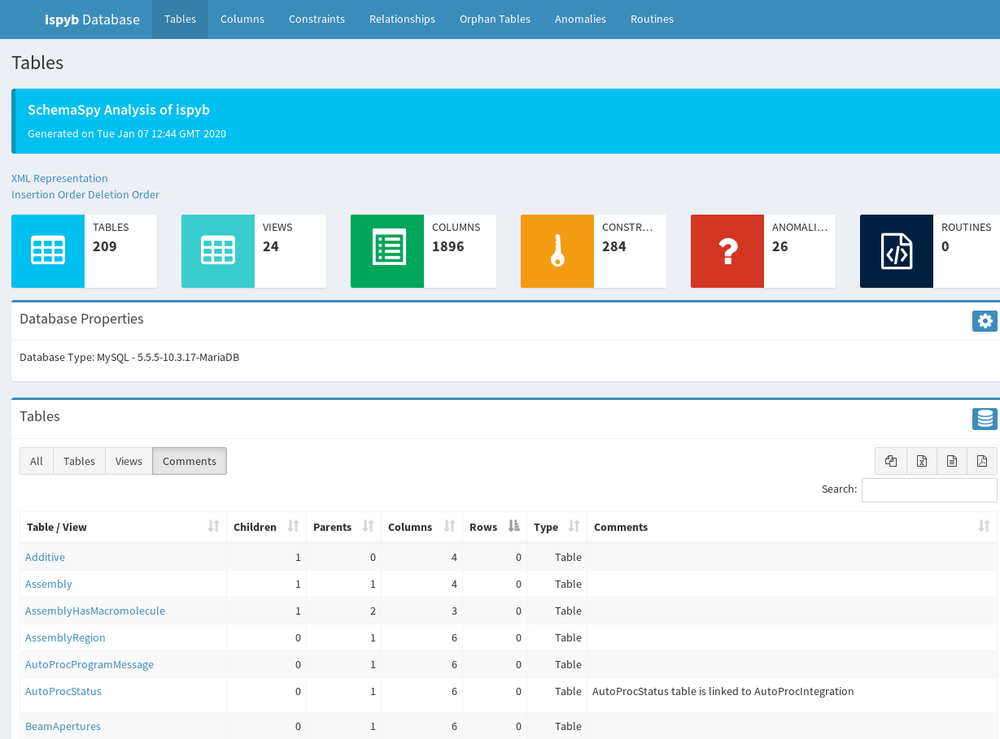 ispyb Database Tables Columns Constraints Relationships Orphan Tables Anomalies Routines
Tables
SchemaSpy Analysis of ispyb
Generated on Tue Jan 07 12:44 GMT 2020
XML Representation
Insertion Order Deletion Order
TABLES VIEWS COLUMNS CONSTR… ANOMALI… ROUTINES
209 24 1896 284 26 0
Database Properties
Database Type: MySQL - 5.5.5-10.3.17-MariaDB
Tables
All Tables Views Comments
Search:
Table / View Children Parents Columns Rows Type Comments
Additive 1 0 4 0 Table
Assembly 1 1 4 0 Table
AssemblyHasMacromolecule 1 2 3 0 Table
AssemblyRegion 0 1 6 0 Table
AutoProcProgramMessage 0 1 6 0 Table
AutoProcStatus 0 1 6 0 Table AutoProcStatus table is linked to AutoProcIntegration
BeamApertures 0 1 6 0 Table